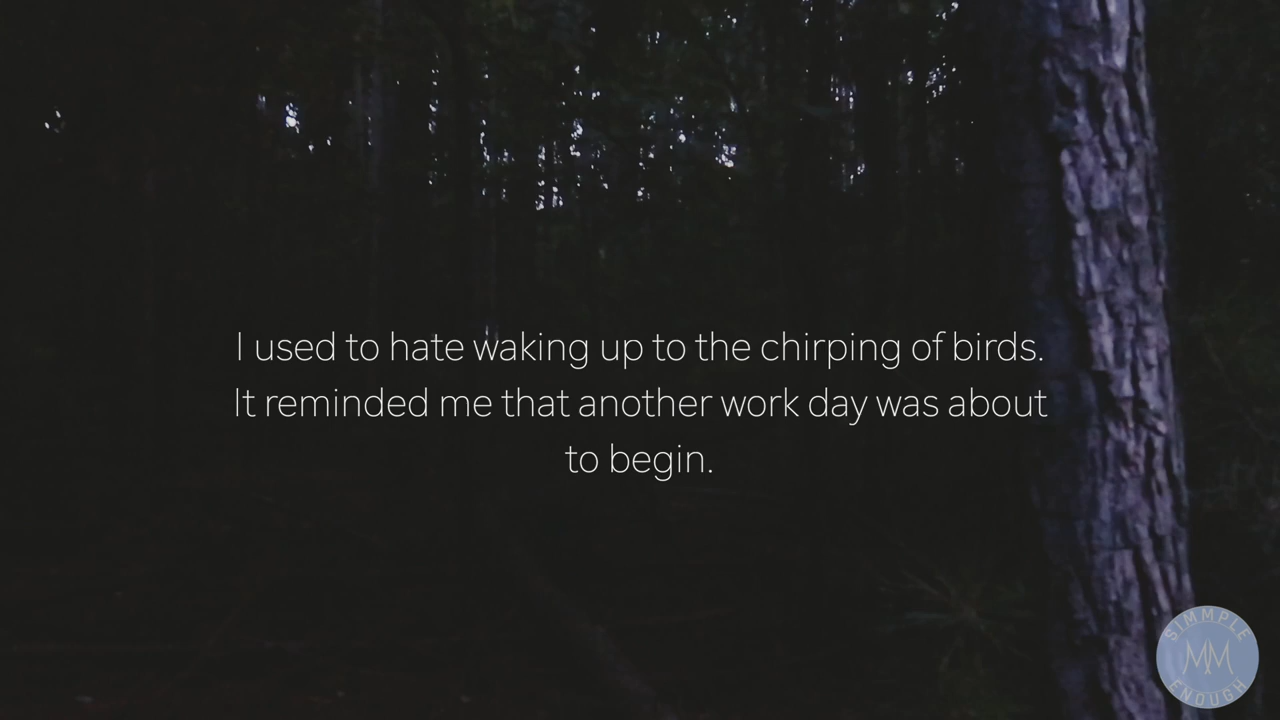 I used to hate waking up to the chirping of birds.
It reminded me that another work day was about
to begin.
SIMMPLE
MM
ENOUGH